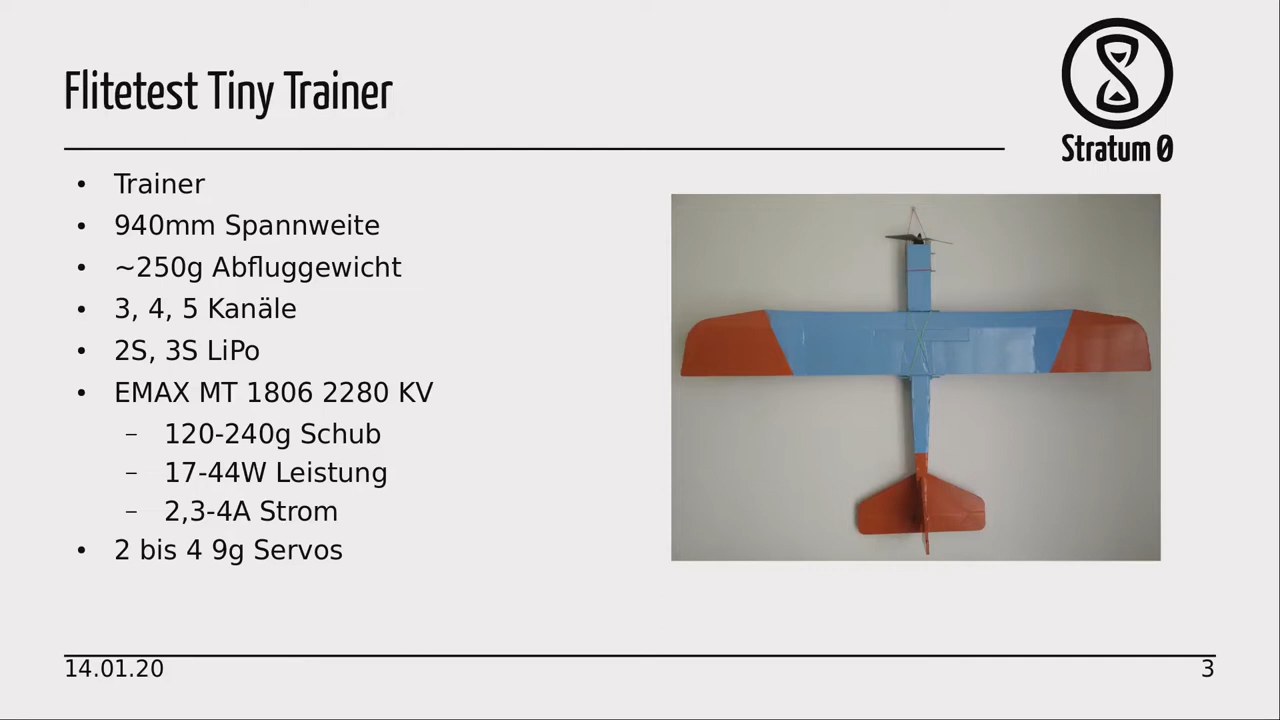 Flitetest Tiny Trainer
Stratum 0
• Trainer
• 940mm Spannweite
• ~250g Abfluggewicht
• 3, 4, 5 Kanäle
• 2S, 3S LiPo
• EMAX MT 1806 2280 KV
– 120-240g Schub
– 17-44W Leistung
– 2,3-4A Strom
• 2 bis 4 9g Servos
14.01.20
3